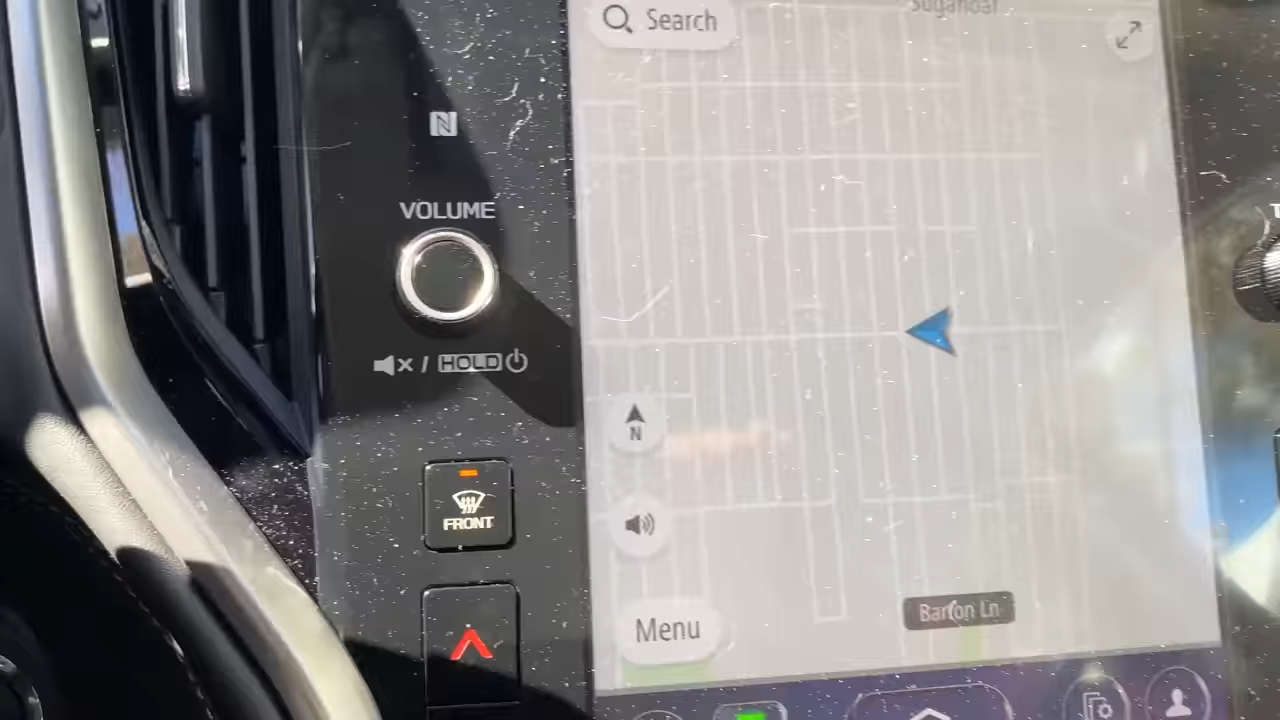 Search
N
VOLUME
/ HOLD
N
FRONT
Menu
Barton Ln